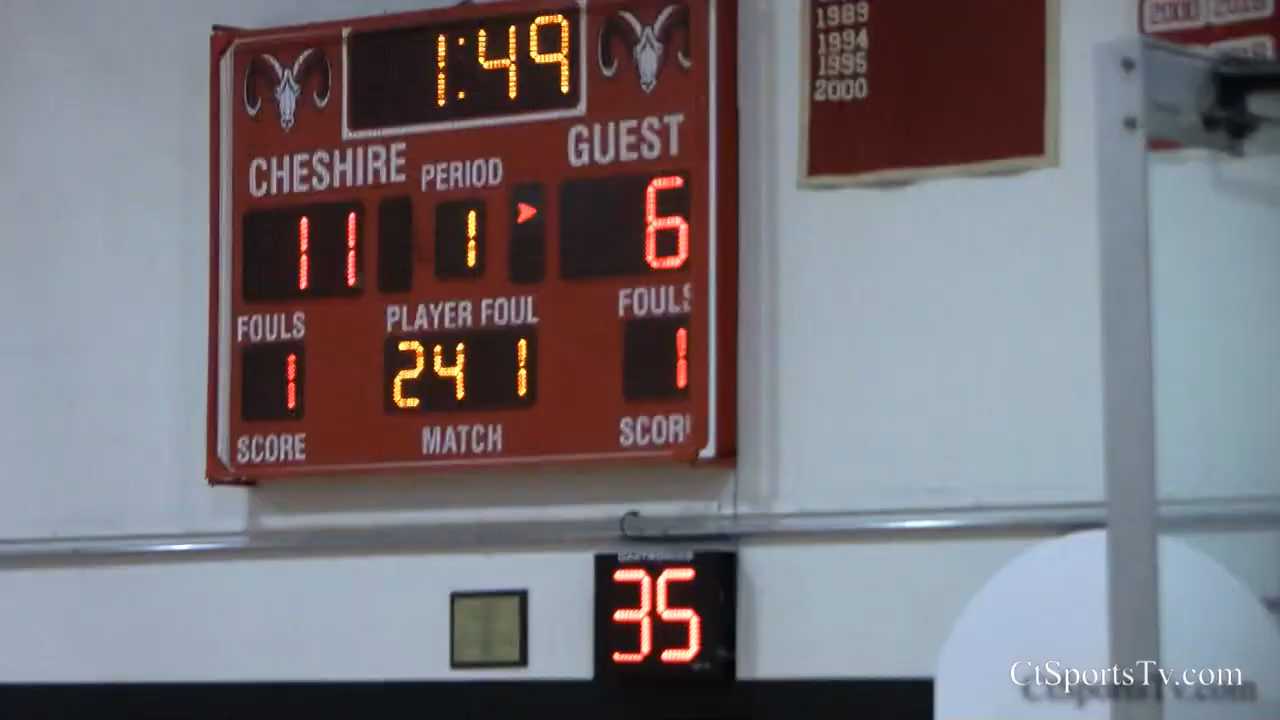 1:49
CHESHIRE
PERIOD
GUEST
11
1
6
FOULS
PLAYER FOUL
FOULS
1
24 1
1
SCORE
MATCH
SCOR
35
1989
1994
1995
2000
CtSportsTv.com